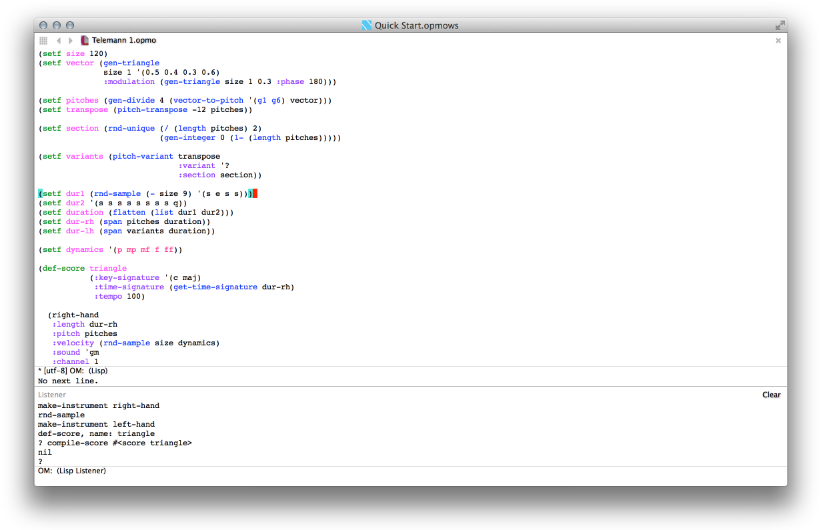 Quick Start.opmows
Telemann 1.opmo
(setf size 120)
(setf vector (gen-triangle
size 1 '(0.5 0.4 0.3 0.6)
:modulation (gen-triangle size 1 0.3 :phase 180)))
(setf pitches (gen-divide 4 (vector-to-pitch '(g1 g6) vector)))
(setf transpose (pitch-transpose -12 pitches))
(setf section (rnd-unique (/ (length pitches) 2)
(gen-integer 0 (1- (length pitches)))))
(setf variants (pitch-variant transpose
:variant '?
:section section))
(setf dur1 (rnd-sample (- size 9) '(s e s s)))
(setf dur2 '(s s s s s s s s q))
(setf duration (flatten (list dur1 dur2)))
(setf dur-rh (span pitches duration))
(setf dur-lh (span variants duration))
(setf dynamics '(p mp mf f ff))
(def-score triangle
(:key-signature '(c maj)
:time-signature (get-time-signature dur-rh)
:tempo 100)
(right-hand
:length dur-rh
:pitch pitches
:velocity (rnd-sample size dynamics)
:sound 'gm
:channel 1
* [utf-8] OM: (Lisp)
No next line.
Listener
Clear
make-instrument right-hand
rnd-sample
make-instrument left-hand
def-score, name: triangle
? compile-score #<score triangle>
nil
?
OM: (Lisp Listener)